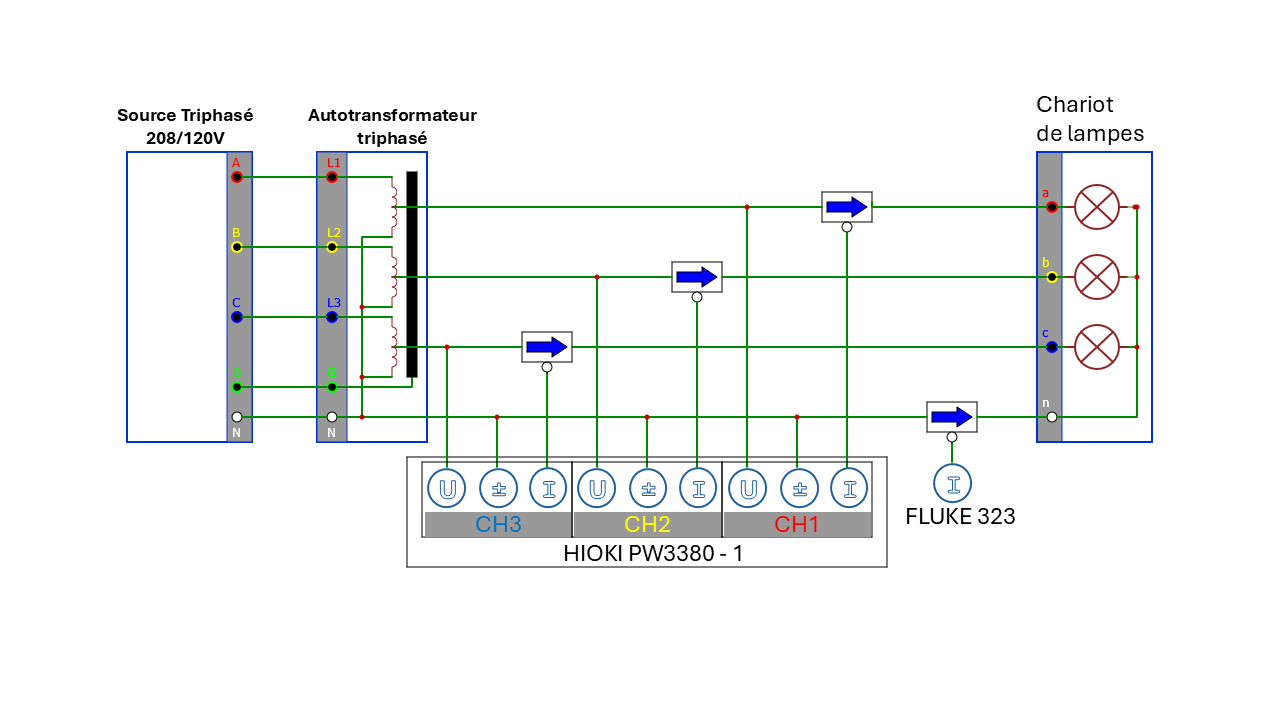 Source Triphasé
208/120V
Autotransformateur
triphasé
Chariot
de lampes
A
L1
B
L2
C
L3
G
G
N
N
a
b
c
n
U
±
I
U
±
I
U
±
I
I
CH3
CH2
CH1
FLUKE 323
HIOKI PW3380 - 1